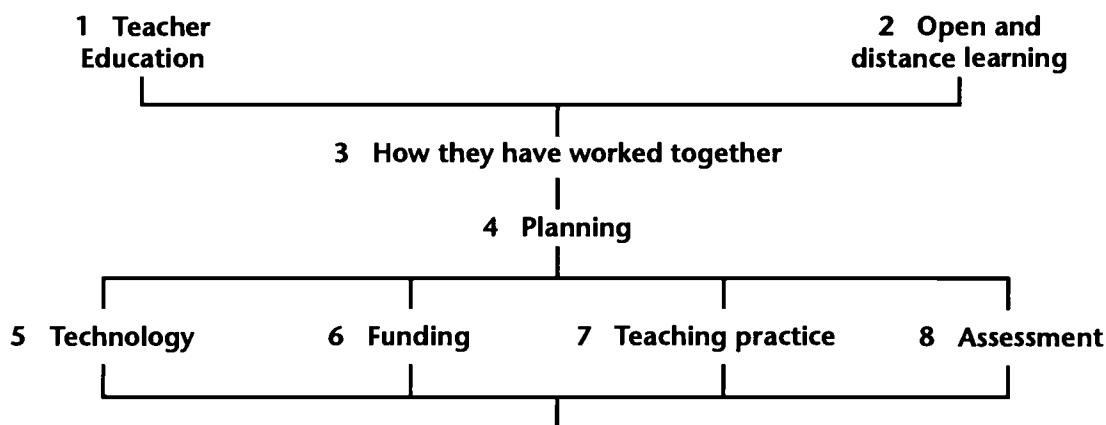 1 Teacher
Education
2 Open and
distance learning
3 How they have worked together
4 Planning
5 Technology
6 Funding
7 Teaching practice
8 Assessment